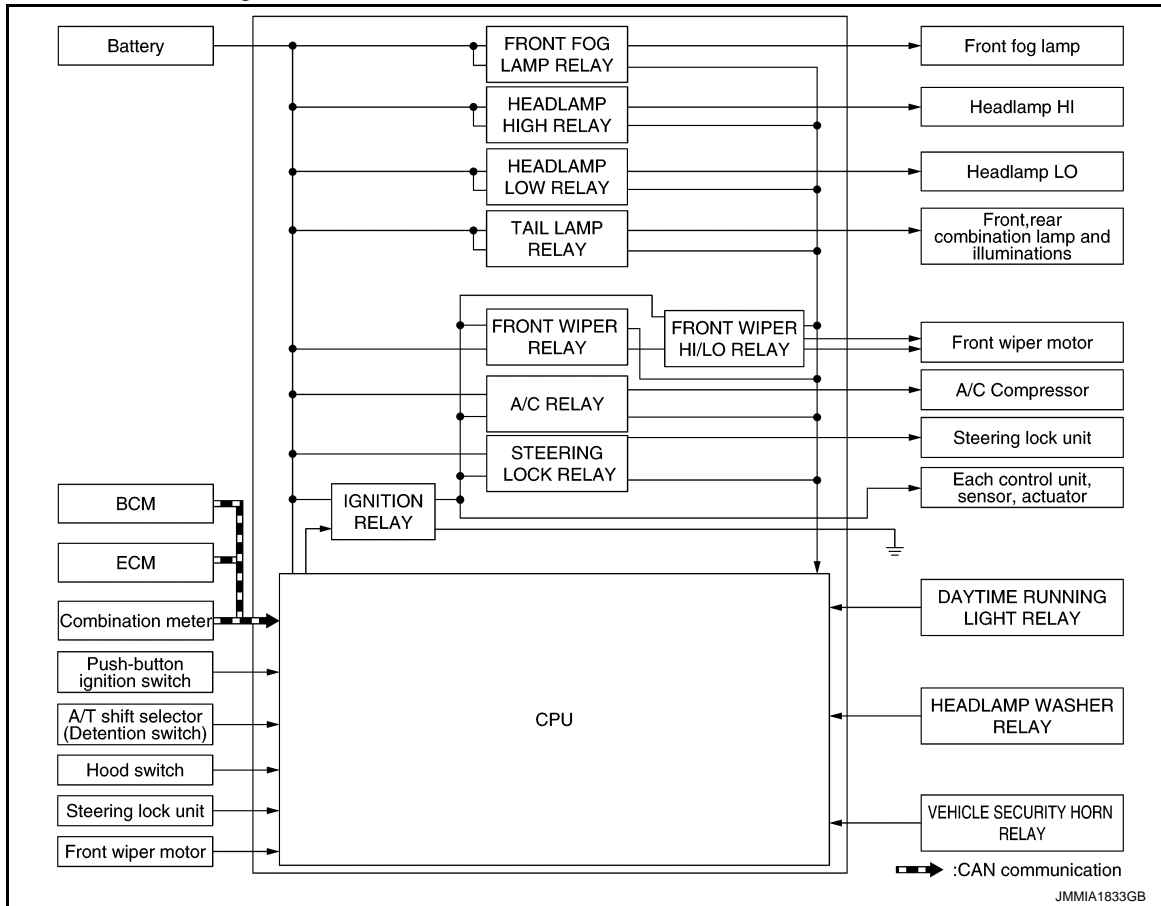 Battery
FRONT FOG
LAMP RELAY
Front fog lamp
HEADLAMP
HIGH RELAY
Headlamp HI
HEADLAMP
LOW RELAY
Headlamp LO
TAIL LAMP
RELAY
Front,rear
combination lamp and
illuminations
FRONT WIPER
RELAY
FRONT WIPER
HI/LO RELAY
Front wiper motor
A/C RELAY
A/C Compressor
STEERING
LOCK RELAY
Steering lock unit
BCM
IGNITION
RELAY
Each control unit,
sensor, actuator
ECM
Combination meter
DAYTIME RUNNING
LIGHT RELAY
Push-button
ignition switch
A/T shift selector
(Detention switch)
CPU
HEADLAMP WASHER
RELAY
Hood switch
Steering lock unit
VEHICLE SECURITY HORN
RELAY
Front wiper motor
:CAN communication
JMMIA1833GB